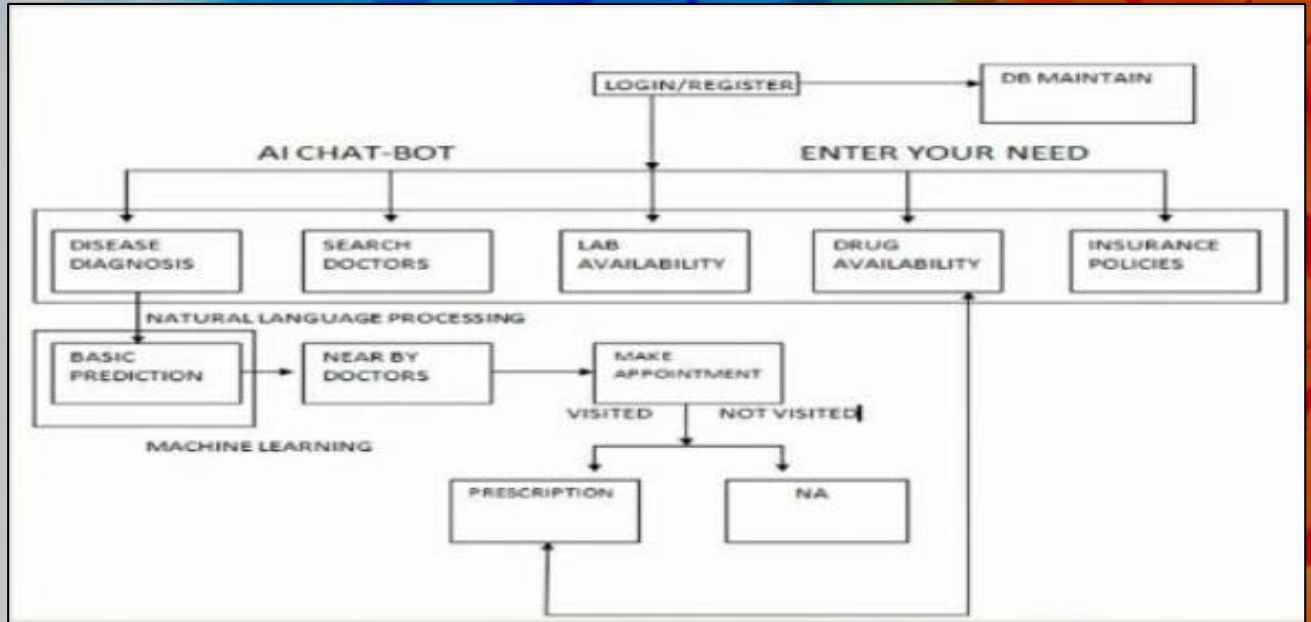 LOGIN/REGISTER
DB MAINTAIN
AI CHAT-BOT
ENTER YOUR NEED
DISEASE
DIAGNOSIS
SEARCH
DOCTORS
LAB
AVAILABILITY
DRUG
AVAILABILITY
INSURANCE
POLICIES
NATURAL LANGUAGE PROCESSING
BASIC
PREDICTION
NEAR BY
DOCTORS
MAKE
APPOINTMENT
VISITED
NOT VISITED
MACHINE LEARNING
PRESCRIPTION
NA